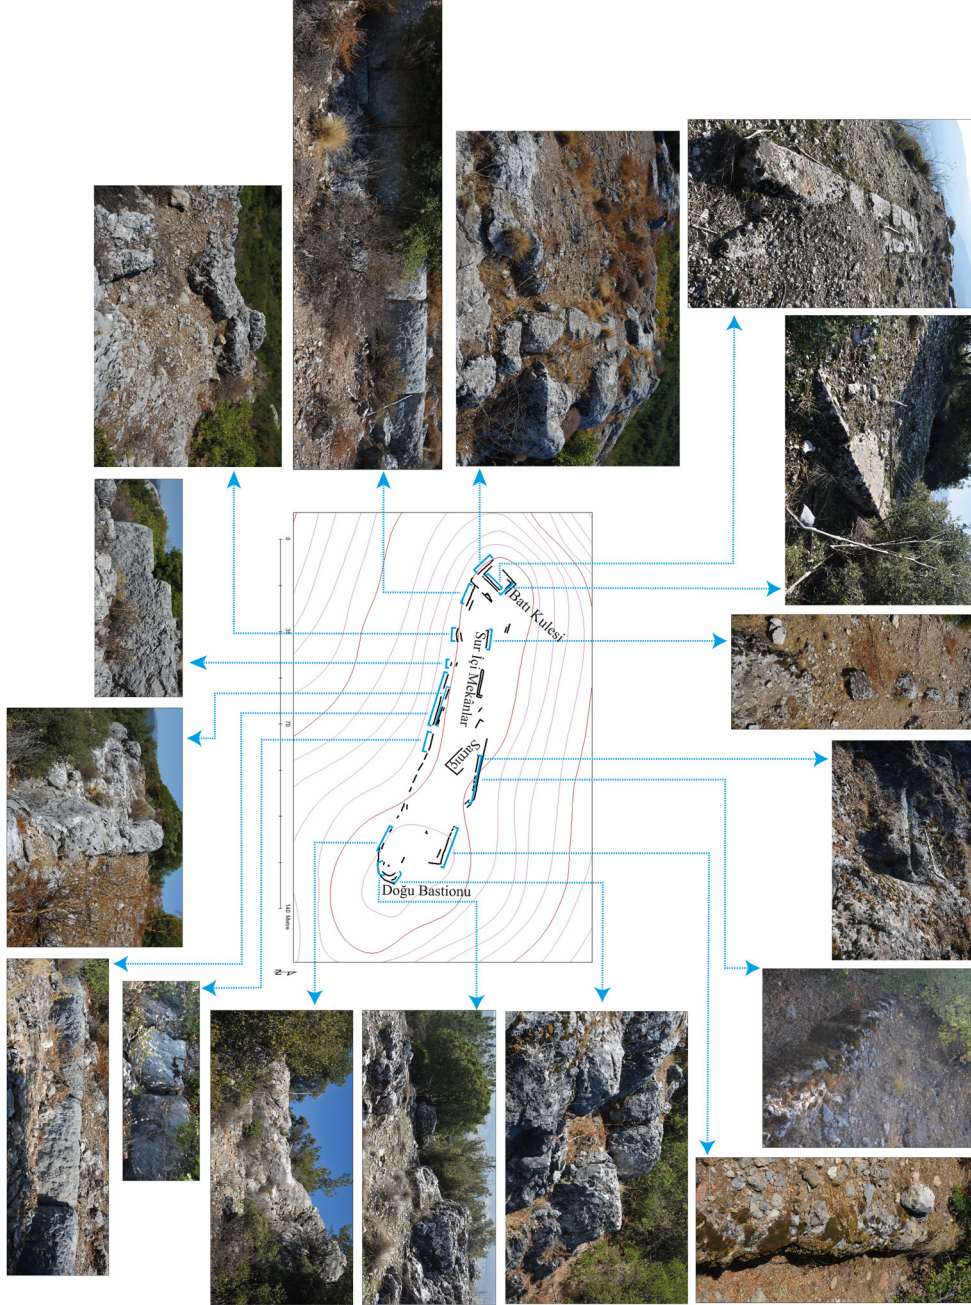 0
35
70
140 Metre
Batı Kulesi
Sur İçi Mekânlar
Sarnıç
Doğu Bastionu